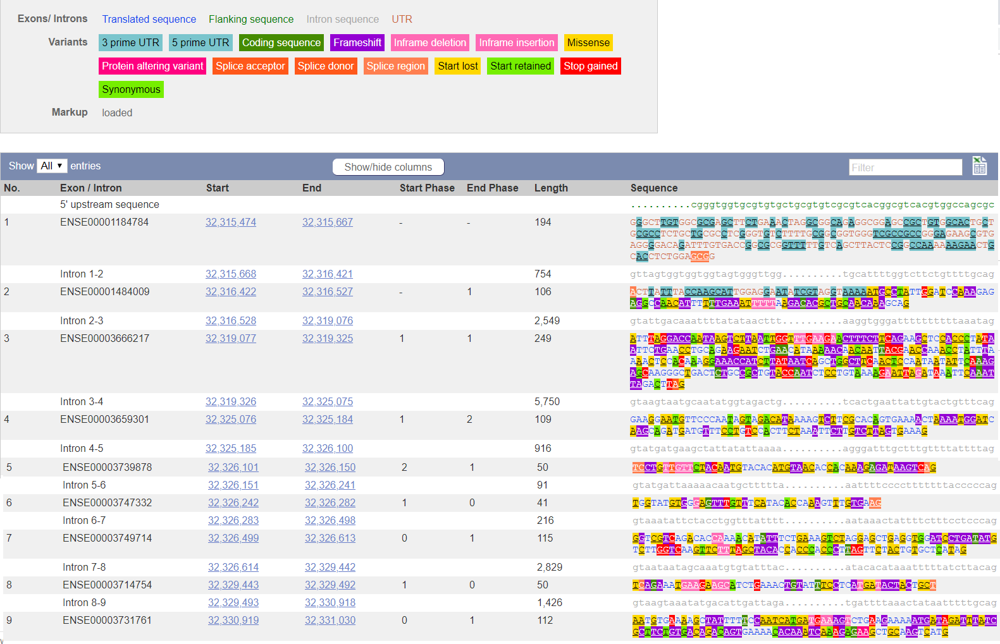 Exons/ Introns Translated sequence Flanking sequence Intron sequence UTR
Variants 3 prime UTR 5 prime UTR Coding sequence Frameshift Inframe deletion Inframe insertion Missense
Protein altering variant Splice acceptor Splice donor Splice region Start lost Start retained Stop gained
Synonymous
Markup loaded
Show All entries Show/hide columns Filter
No. Exon / Intron Start End Start Phase End Phase Length Sequence
5' upstream sequence ..........cgggtggtgcgtgtgctgcgtgtcgcgtcacggcgtcacgtggccagcgc
1 ENSE00001184784 32,315,474 32,315,667 - - 194 GGGCTTGTGGCGCGAGCTTCTGAAACTAGGCGGCAGAGGCGGAGCCGCTGTGGCACTGCT
GCGCCTCTGCTGCGCCTCGGGTGTCTTTTGCGGCGGTGGGTCGCCGCCGGGAGAAGCGTG
AGGGGACAGATTTGTGACCGGCGCGGTTTTTGTCAGCTTACTCCGGCCAAAAAAGAACTG
CACCTCTGGAGCGG
Intron 1-2 32,315,668 32,316,421 754 gttagtggtggtggtagtgggttgg..........tgcattttggtcttctgttttgcag
2 ENSE00001484009 32,316,422 32,316,527 - 1 106 ACTTATTTACCAAGCATTGGAGGAATATCGTAGGTAAAAATGCCTATTGGATCCAAAGAG
AGGCCAACATTTTTTGAAATTTTTAAGACACGCTGCAACAAAGCAG
Intron 2-3 32,316,528 32,319,076 2,549 gtattgacaaattttatataacttt..........aaggtgggatttttttttttaaatag
3 ENSE00003666217 32,319,077 32,319,325 1 1 249 ATTTAGGACCAATAAGTCTTAATTGGTTTGAAGAACTTTCTTCAGAAGCTCCACCCTATA
ATTCTGAACCTGCAGAAGAATCTGAACATAAAAACAACAATTACGAACCAAACCTATTTA
AAACTCCACAAAGGAAACCATCTTATAATCAGCTGGCTTCAACTCCAATAATATTCAAAG
AGCAAGGGCTGACTCTGCCGCTGTACCAATCTCCTGTAAAAGAATTAGATAAATTCAAAT
TAGACTTAG
Intron 3-4 32,319,326 32,325,075 5,750 gtaagtaatgcaatatggtagactg..........tcactgaattattgtactgtttcag
4 ENSE00003659301 32,325,076 32,325,184 1 2 109 GAAGGAATGTTCCCAATAGTAGACATAAAAGTCTTCGCACAGTGAAAACTAAAATGGATC
AAGCAGATGATGTTTCCTGTCCACTTCTAAATTCTTGTCTTAGTGAAAG
Intron 4-5 32,325,185 32,326,100 916 gtatgatgaagctattatattaaaa..........agggatttgctttgttttattttag
5 ENSE00003739878 32,326,101 32,326,150 2 1 50 TCCTGTTGTTCTACAATGTACACATGTAACACCACAAAGAGATAAGTCAG
Intron 5-6 32,326,151 32,326,241 91 gtatgattaaaaacaatgcttttta..........aattttcccctttttttacccccag
6 ENSE00003747332 32,326,242 32,326,282 1 0 41 TGGTATGTGGGAGTTTGTTTCATACACCAAAGTTTGTGAAG
Intron 6-7 32,326,283 32,326,498 216 gtaaatattctacctggtttatttt..........aataaactattttctttcctcccag
7 ENSE00003749714 32,326,499 32,326,613 0 1 115 GGTCGTCAGACACCAAAACATATTTCTGAAAGTCTAGGAGCTGAGGTGGATCCTGATATG
TCTTGGTCAAGTTCTTTAGCTACACCACCCACCCTTAGTTCTACTGTGCTCATAG
Intron 7-8 32,326,614 32,329,442 2,829 gtaataatagcaaatgtgtatttac..........atacacataaatttttatcttacag
8 ENSE00003714754 32,329,443 32,329,492 1 0 50 TCAGAAATGAAGAAGCATCTGAAACTGTATTTCCTCATGATACTACTGCT
Intron 8-9 32,329,493 32,330,918 1,426 gtaagtaaatatgacattgattaga..........tgattttaaactataatttttgcag
9 ENSE00003731761 32,330,919 32,331,030 0 1 112 AATGTGAAAAGCTATTTTTCCAATCATGATGAAAGTCTGAAGAAAAATGATAGATTTATC
GCTTCTGTGACAGACAGTGAAAACACAAATCAAAGAGAAGCTGCAAGTCATG